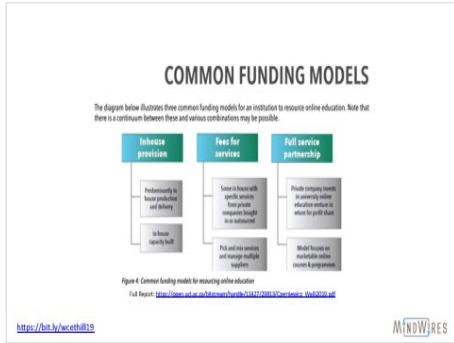 COMMON FUNDING MODELS
The diagram below illustrates three common funding models for an institution to resource online education. Note that
there is a continuum between these and various combinations may be possible.
Inhouse
provision
Predominantly in
house production
and delivery
In house
capacity built
Fees for
services
Some in house with
specific services
from private
companies bought
in or outsourced
Pick and mix services
and manage multiple
suppliers
Full service
partnership
Private company invests
in university online
education venture in
return for profit share
Model focuses on
marketable online
courses & programmes
Figure 4: Common funding models for resourcing online education
Full Report:
https://bit.ly/wcethill19
MINDWIRES